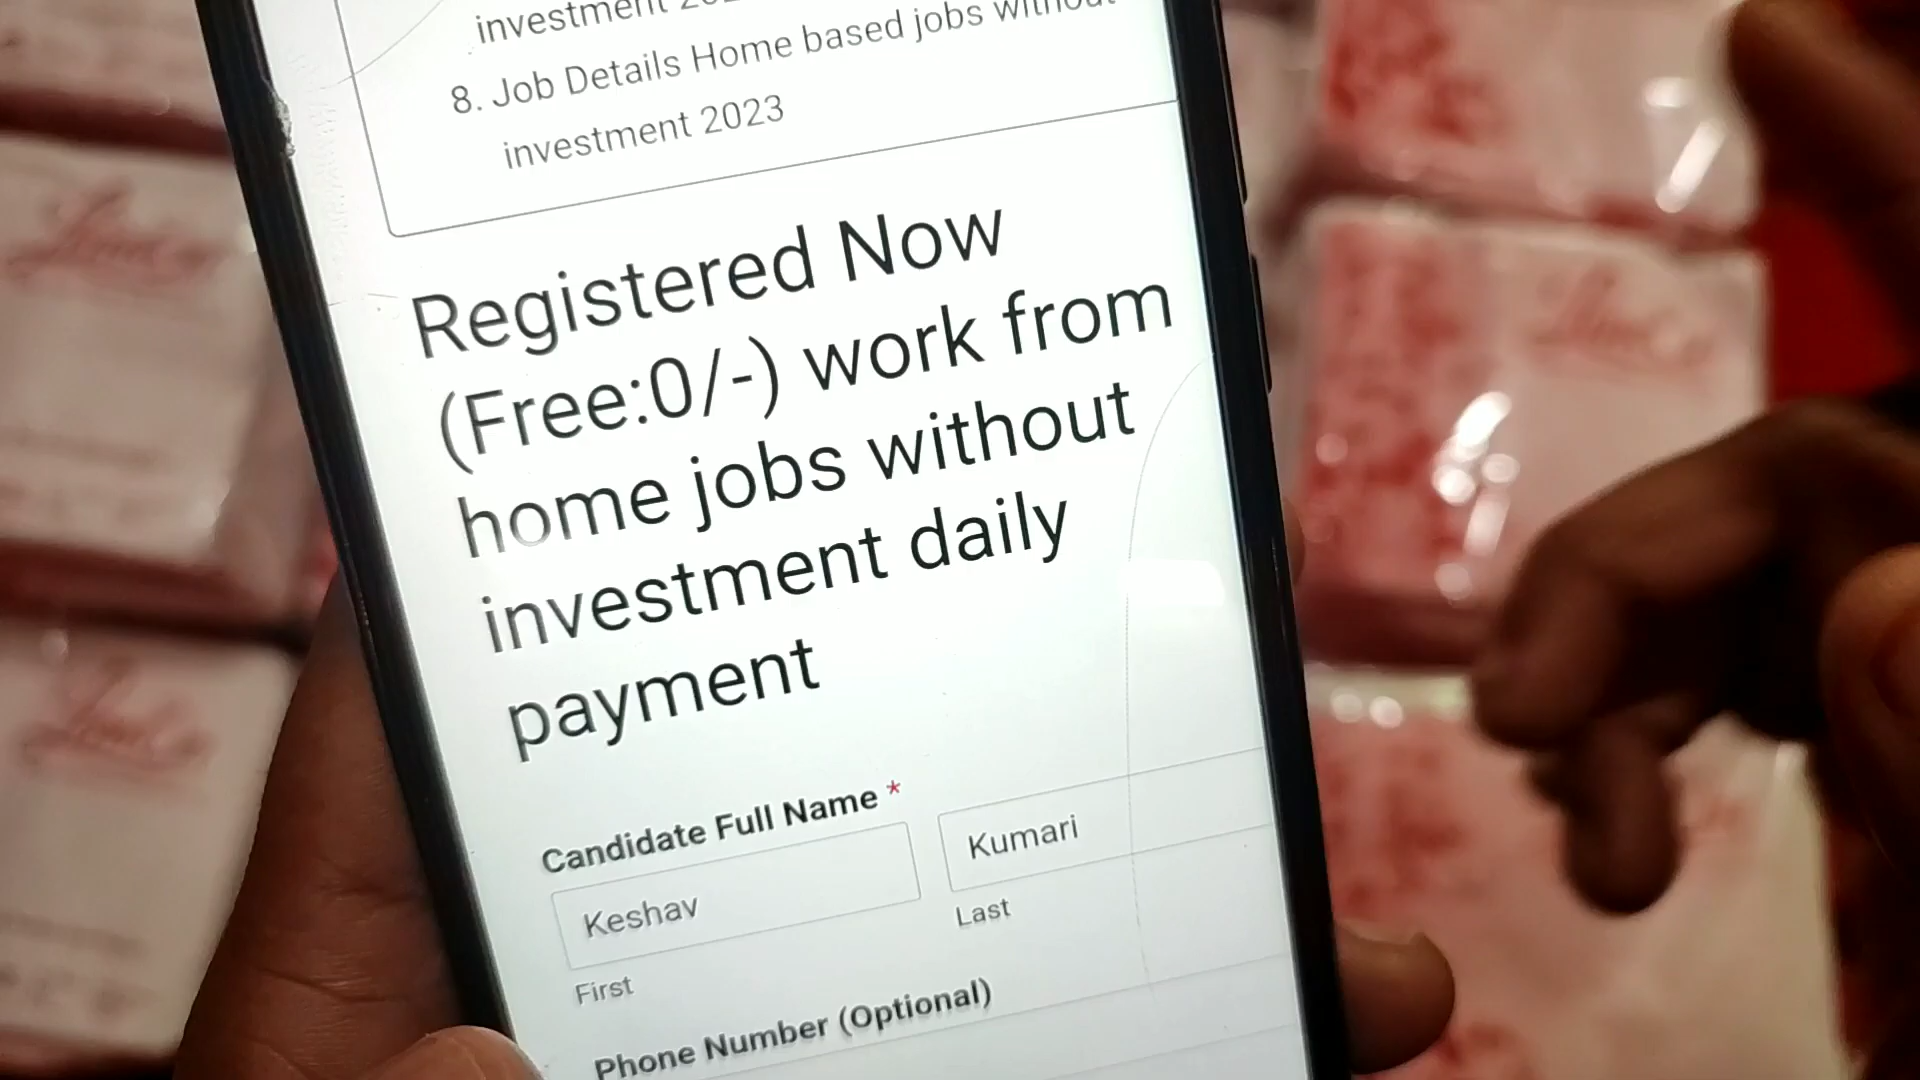 investment
8. Job Details Home based jobs without
investment 2023
Registered Now
(Free:0/-) work from
home jobs without
investment daily
payment
Candidate Full Name *
Keshav
Kumari
First
Last
Phone Number (Optional)